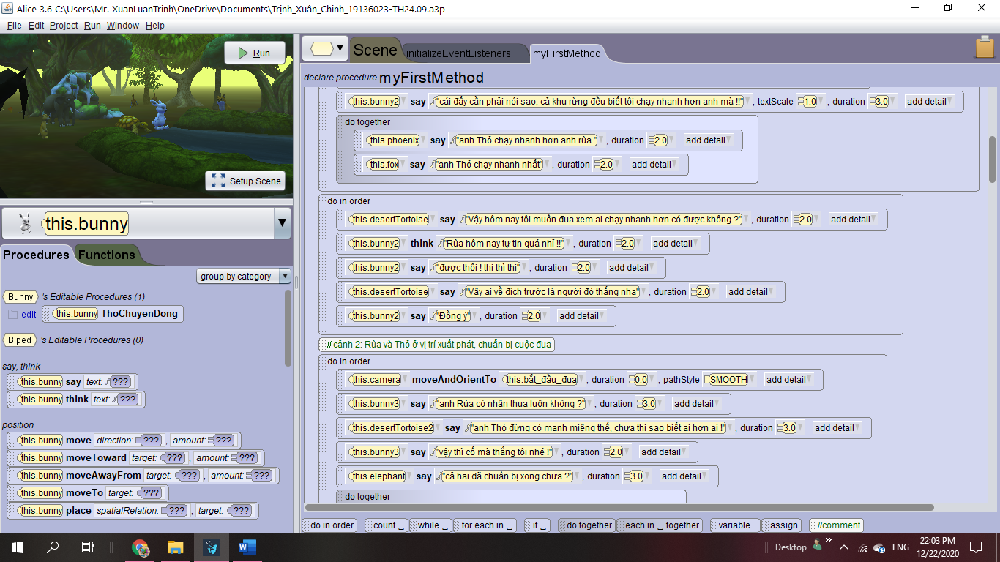 Alice 3.6 C:\Users\Mr. XuanLuanTrinh\OneDrive\Documents\Trịnh_Xuân_Chinh_19136023-TH24.09.a3p
File Edit Project Run Window Help
Run...
Setup Scene
this.bunny
Procedures Functions
group by category
Bunny 's Editable Procedures (1)
edit this.bunny ThoChuyenDong
Biped 's Editable Procedures (0)
say, think
this.bunny say text: ???
this.bunny think text: ???
position
this.bunny move direction: ??? , amount: ???
this.bunny moveToward target: ??? , amount: ???
this.bunny moveAwayFrom target: ??? , amount: ???
this.bunny moveTo target: ???
this.bunny place spatialRelation: ??? , target: ???
Scene initializeEventListeners myFirstMethod
declare procedure myFirstMethod
this.bunny2 say "cái đấy cần phải nói sao, cả khu rừng đều biết tôi chạy nhanh hơn anh mà !!" , textScale 1.0 , duration 3.0 add detail
do together
this.phoenix say "anh Thỏ chạy nhanh hơn anh rùa " , duration 2.0 add detail
this.fox say "anh Thỏ chạy nhanh nhất" , duration 2.0 add detail
do in order
this.desertTortoise say "Vậy hôm nay tôi muốn đua xem ai chạy nhanh hơn có được không ?" , duration 2.0 add detail
this.bunny2 think "Rùa hôm nay tự tin quá nhỉ !!" , duration 2.0 add detail
this.bunny2 say "được thôi ! thi thì thi" , duration 2.0 add detail
this.desertTortoise say "Vậy ai về đích trước là người đó thắng nha" , duration 2.0 add detail
this.bunny2 say "Đồng ý" , duration 2.0 add detail
// cảnh 2: Rùa và Thỏ ở vị trí xuất phát, chuẩn bị cuộc đua
do in order
this.camera moveAndOrientTo this.bắt_đầu_đua , duration 0.0 , pathStyle SMOOTH add detail
this.bunny3 say "anh Rùa có nhận thua luôn không ?" , duration 3.0 add detail
this.desertTortoise2 say "anh Thỏ đừng có mạnh miệng thế, chưa thi sao biết ai hơn ai !" , duration 3.0 add detail
this.bunny3 say "vậy thì cố mà thắng tôi nhé !" , duration 2.0 add detail
this.elephant say "cả hai đã chuẩn bị xong chưa ?" , duration 3.0 add detail
do together
do in order count _ while _ for each in _ if _ do together each in _ together variable... assign //comment
Desktop » ENG 22:03 PM
12/22/2020